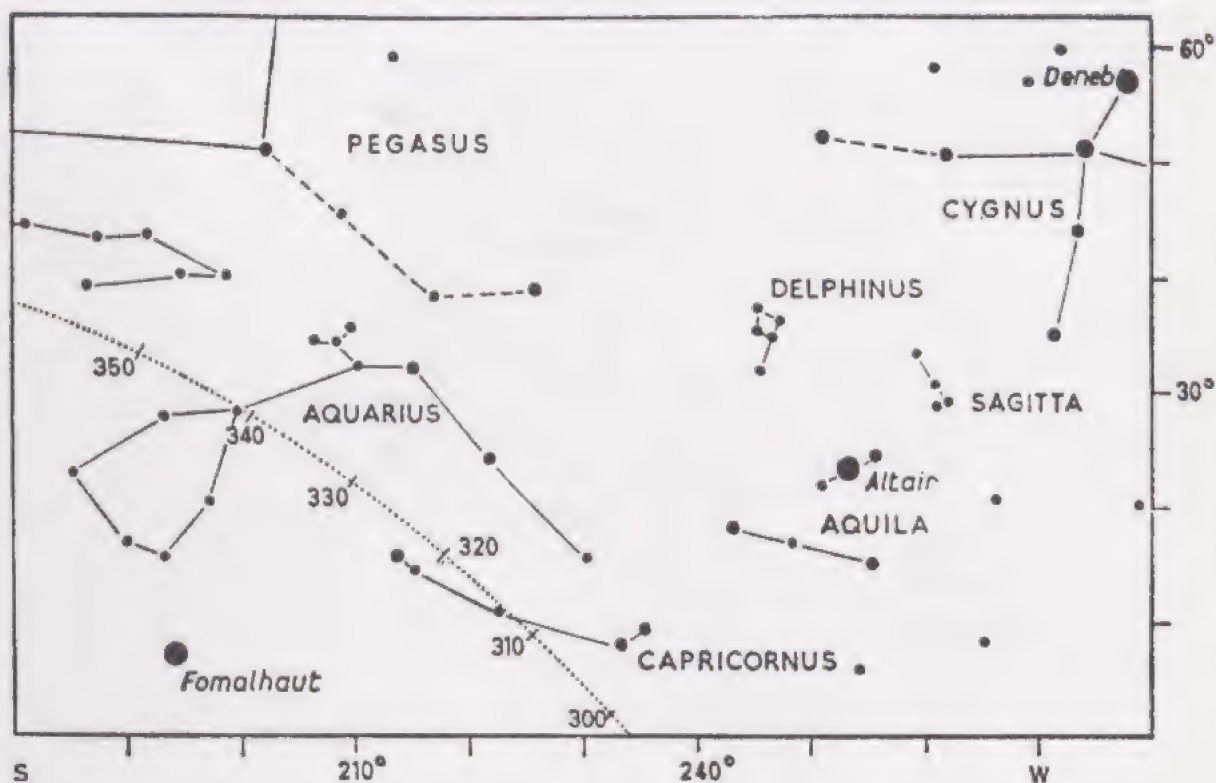 60°
Deneb
PEGASUS
CYGNUS
DELPHINUS
350
30°
SAGITTA
AQUARIUS
340
Altair
330
AQUILA
320
310
CAPRICORNUS
Fomalhaut
300
S 210° 240° W